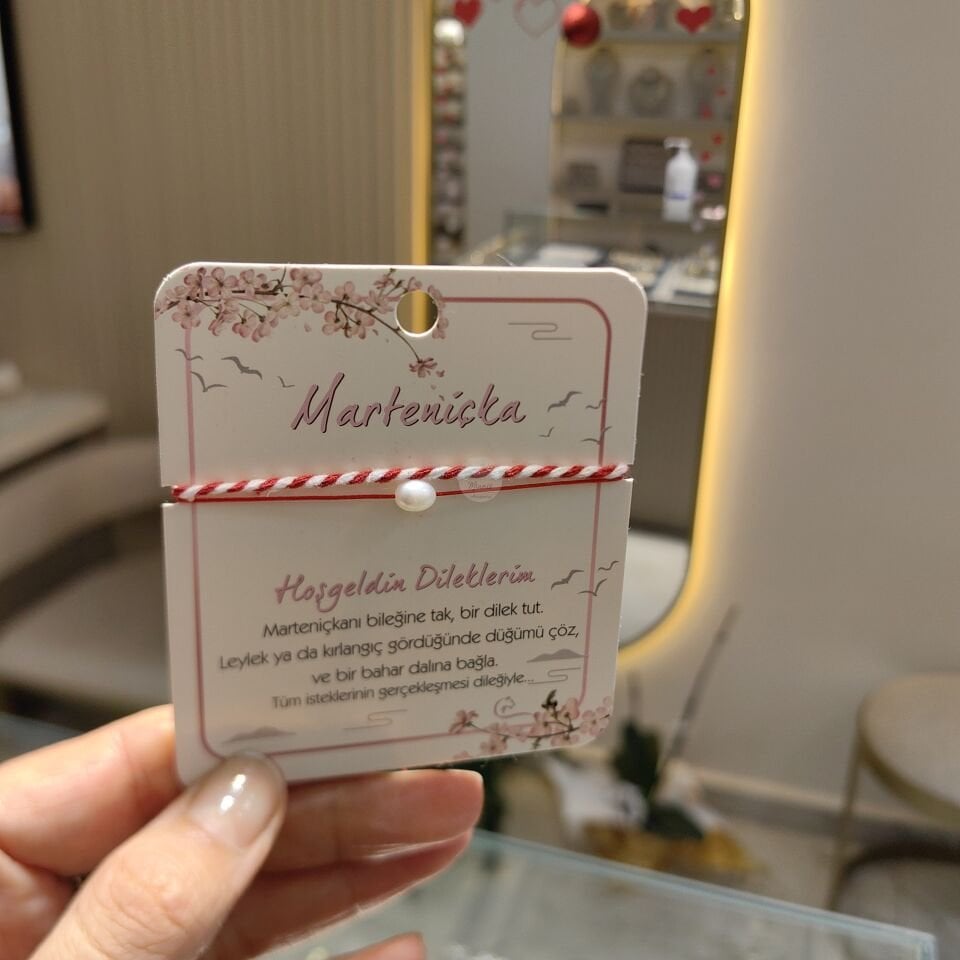 Marteniçka
Hoşgeldin Dileklerim
Marteniçkanı bileğine tak, bir dilek tut.
Leylek ya da kırlangıç gördüğünde düğümü çöz,
ve bir bahar dalına bağla.
Tüm isteklerinin gerçekleşmesi dileğiyle...